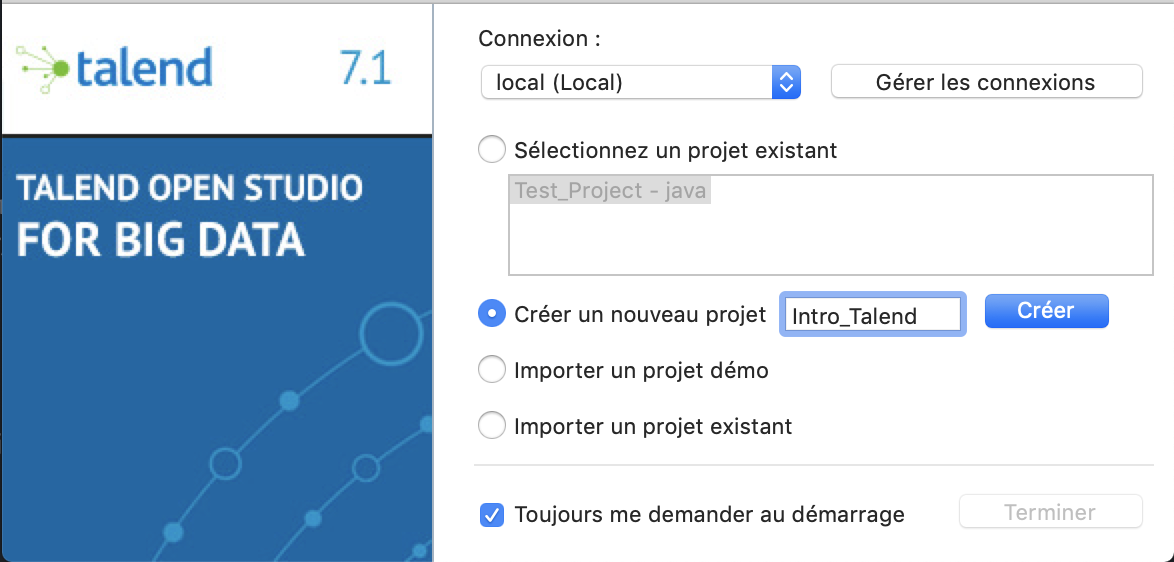 talend
7.1
TALEND OPEN STUDIO
FOR BIG DATA
Connexion :
local (Local)
Gérer les connexions
Sélectionnez un projet existant
Test_Project - java
Créer un nouveau projet
Intro_Talend
Créer
Importer un projet démo
Importer un projet existant
Toujours me demander au démarrage
Terminer